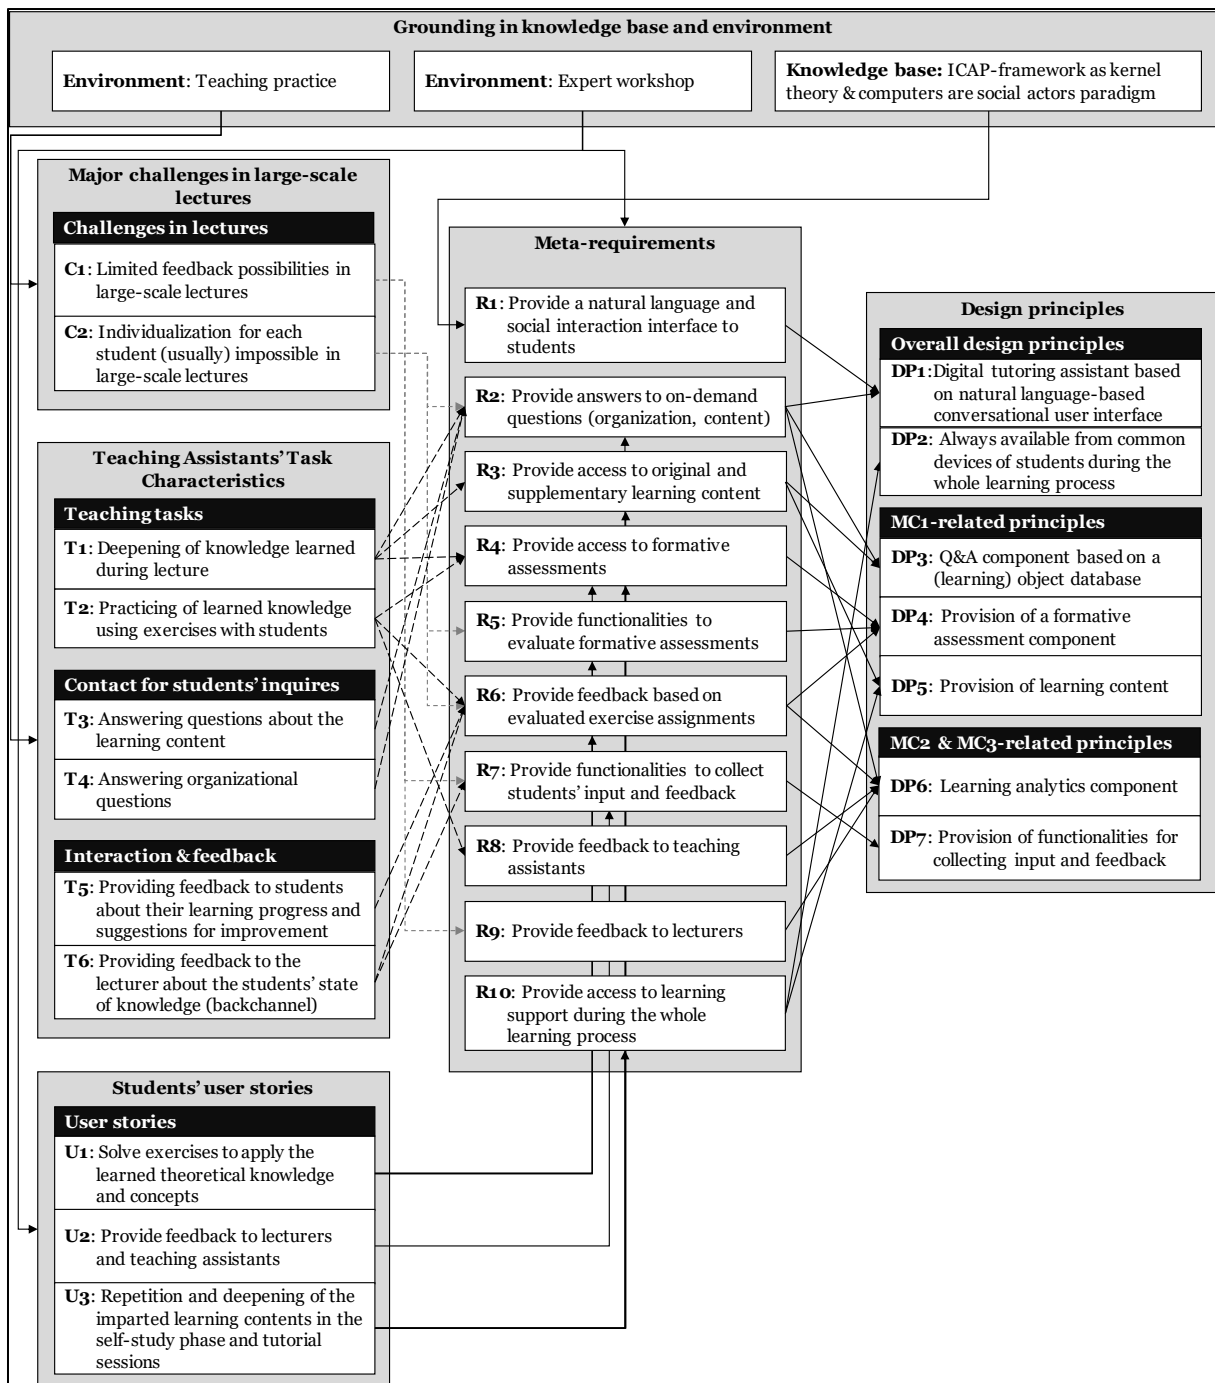 Grounding in knowledge base and environment
Environment: Teaching practice
Environment: Expert workshop
Knowledge base: ICAP-framework as kernel
theory & computers are social actors paradigm
Major challenges in large-scale
lectures
Challenges in lectures
C1: Limited feedback possibilities in
large-scale lectures
C2: Individualization for each
student (usually) impossible in
large-scale lectures
Teaching Assistants' Task
Characteristics
Teaching tasks
T1: Deepening of knowledge learned
during lecture
T2: Practicing of learned knowledge
using exercises with students
Contact for students' inquires
T3: Answering questions about the
learning content
T4: Answering organizational
questions
Interaction & feedback
T5: Providing feedback to students
about their learning progress and
suggestions for improvement
T6: Providing feedback to the
lecturer about the students' state
of knowledge (backchannel)
Students' user stories
User stories
U1: Solve exercises to apply the
learned theoretical knowledge
and concepts
U2: Provide feedback to lecturers
and teaching assistants
U3: Repetition and deepening of the
imparted learning contents in the
self-study phase and tutorial
sessions
Meta-requirements
R1: Provide a natural language and
social interaction interface to
students
R2: Provide answers to on-demand
questions (organization, content)
R3: Provide access to original and
supplementary learning content
R4: Provide access to formative
assessments
R5: Provide functionalities to
evaluate formative assessments
R6: Provide feedback based on
evaluated exercise assignments
R7: Provide functionalities to collect
students' input and feedback
R8: Provide feedback to teaching
assistants
R9: Provide feedback to lecturers
R10: Provide access to learning
support during the whole
learning process
Design principles
Overall design principles
DP1:Digital tutoring assistant based
on natural language-based
conversational user interface
DP2: Always available from common
devices of students during the
whole learning process
MC1-related principles
DP3: Q&A component based on a
(learning) object database
DP4: Provision of a formative
assessment component
DP5: Provision of learning content
MC2 & MC3-related principles
DP6: Learning analytics component
DP7: Provision of functionalities for
collecting input and feedback